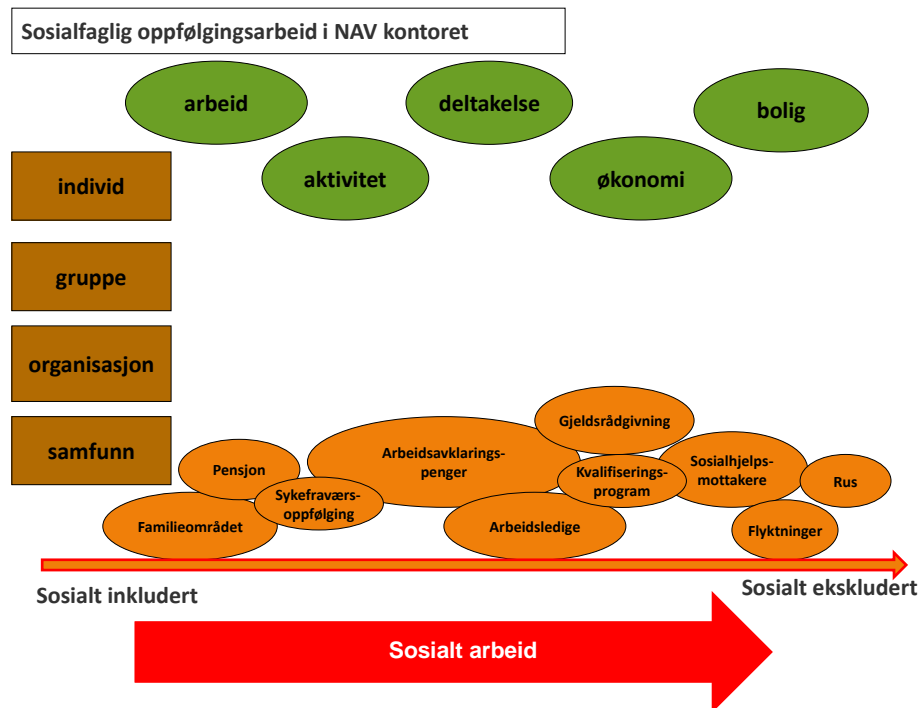 Sosialfaglig oppfølgingsarbeid i NAV kontoret
arbeid
deltakelse
bolig
aktivitet
økonomi
individ
gruppe
organisasjon
samfunn
Gjeldsrådgivning
Pensjon
Arbeidsavklarings-
penger
Kvalifiserings-
program
Sosialhjelps-
mottakere
Rus
Sykefraværs-
oppfølging
Familieområdet
Arbeidsledige
Flyktninger
Sosialt inkludert
Sosialt ekskludert
Sosialt arbeid